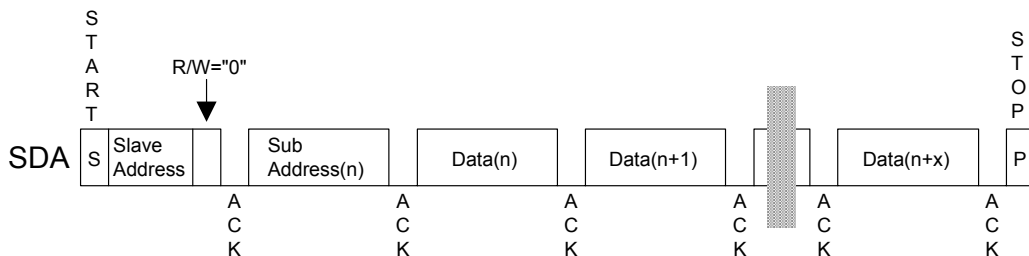 START
STOP
R/W="0"
SDA
S
Slave
Address
Sub
Address(n)
Data(n)
Data(n+1)
Data(n+x)
P
ACK
ACK
ACK
ACK
ACK
ACK